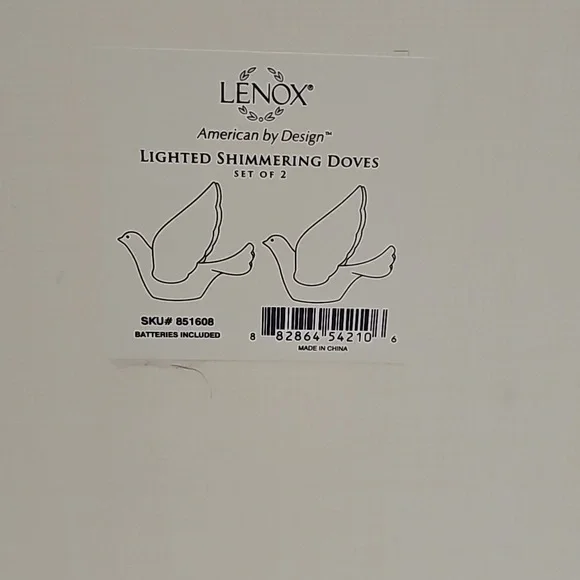 LENOX®
American by Design™
LIGHTED SHIMMERING DOVES
SET OF 2
SKU# 851608
BATTERIES INCLUDED
8 82864 54210 6
MADE IN CHINA